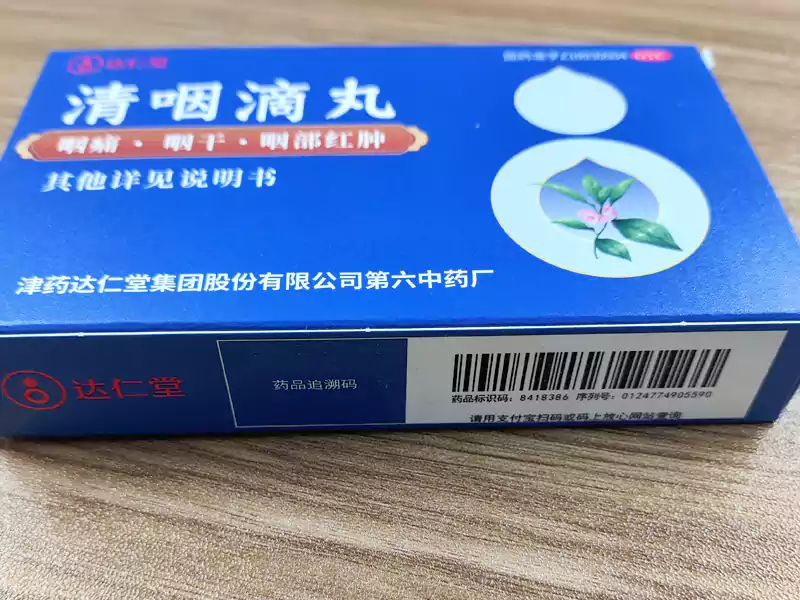 达仁堂
OTC
清咽滴丸
咽痛·咽干·咽部红肿
其他详见说明书
津药达仁堂集团股份有限公司第六中药厂
达仁堂
药品追溯码
药品标识码: 8418386 序列号: 0124774905590
请用支付宝扫码或码上放心网站查询